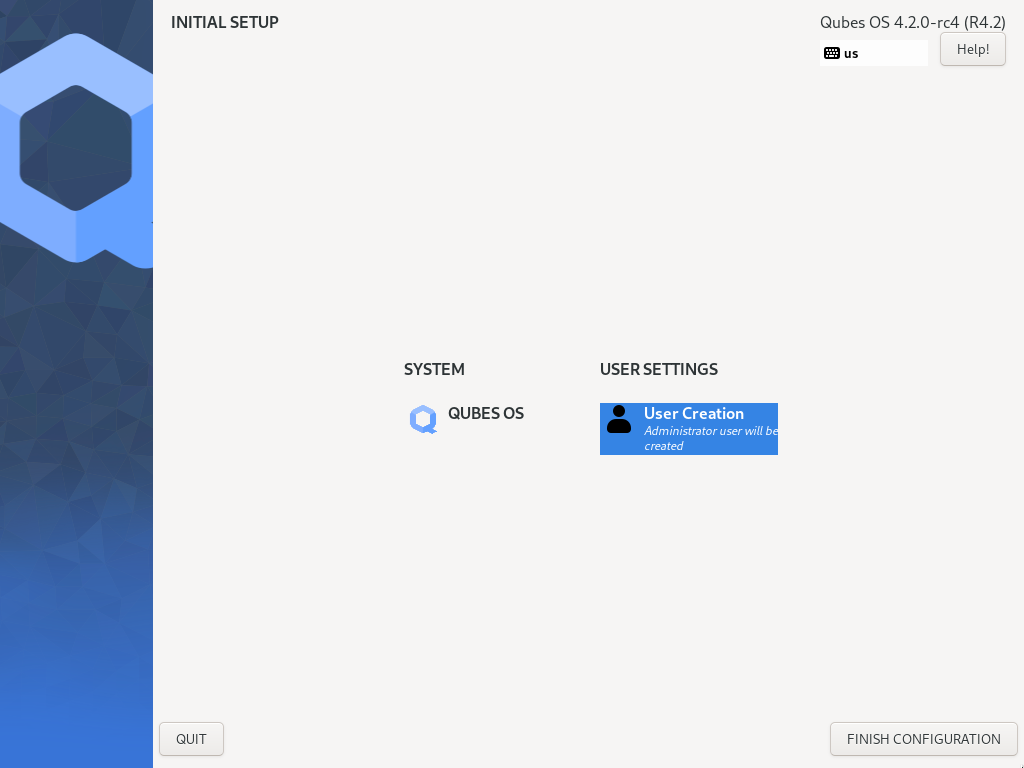 INITIAL SETUP
Qubes OS 4.2.0-rc4 (R4.2)
us
Help!
SYSTEM
USER SETTINGS
QUBES OS
User Creation
Administrator user will be
created
QUIT
FINISH CONFIGURATION